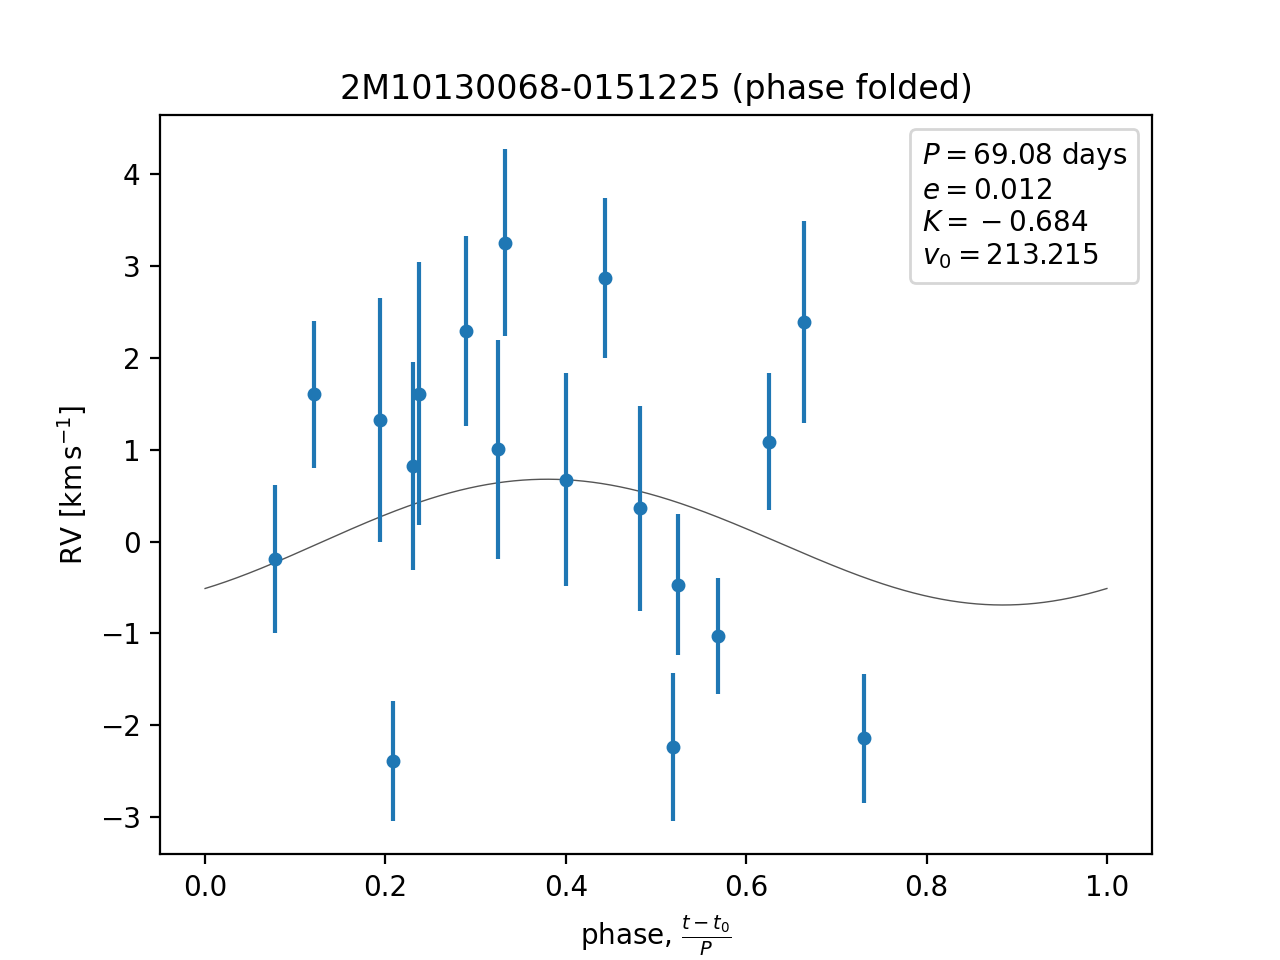 2M10130068-0151225 (phase folded)
P = 69.08 days
e = 0.012
K = −0.684
v₀ = 213.215
4
3
2
1
0
−1
−2
−3
RV [km s⁻¹]
0.0 0.2 0.4 0.6 0.8 1.0
phase, (t − t₀)/P